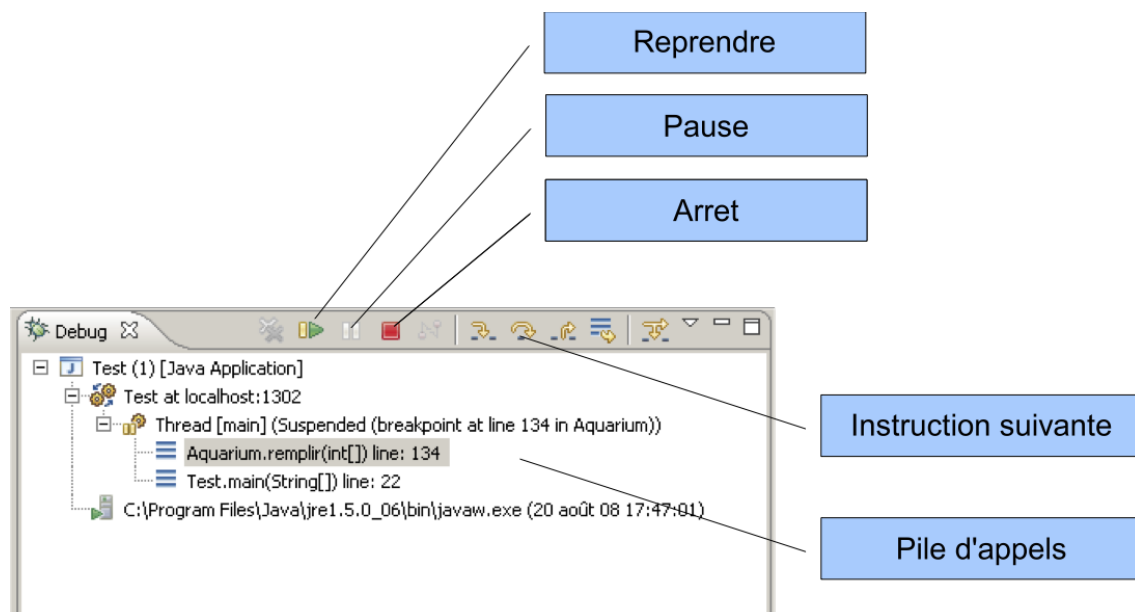 Reprendre
Pause
Arret
Debug
Test (1) [Java Application]
Test at localhost:1302
Thread [main] (Suspended (breakpoint at line 134 in Aquarium))
Aquarium.remplir(int[]) line: 134
Test.main(String[]) line: 22
C:\Program Files\Java\jre1.5.0_06\bin\javaw.exe (20 août 08 17:47:01)
Instruction suivante
Pile d'appels